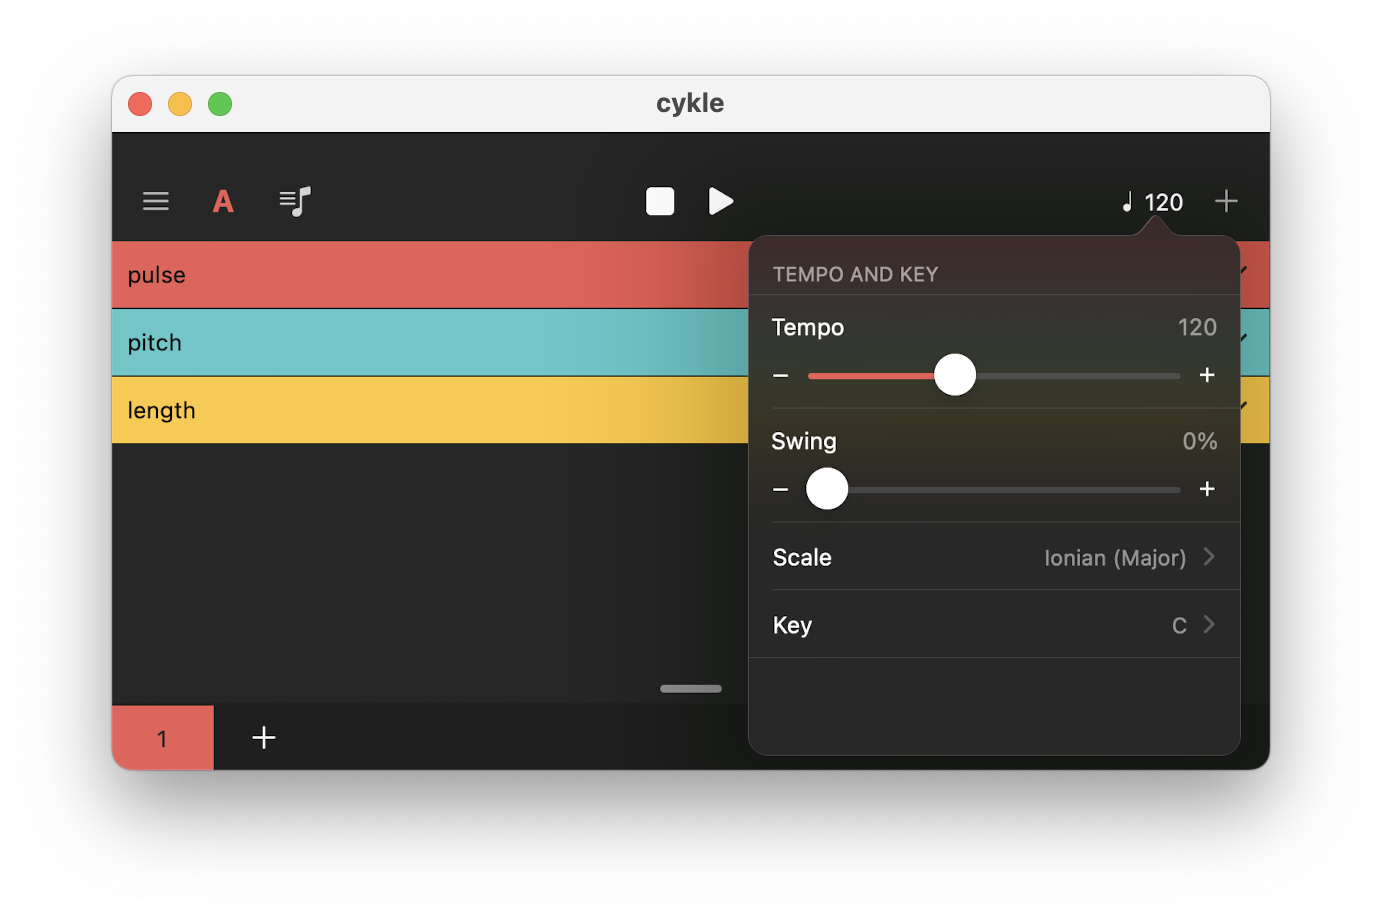 cykle
A
120
pulse
pitch
length
TEMPO AND KEY
Tempo 120
− +
Swing 0%
− +
Scale Ionian (Major)
Key C
1 +